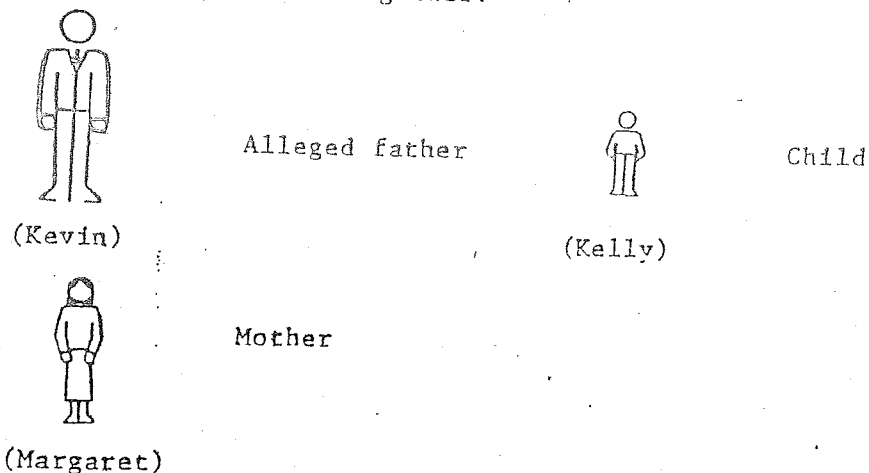 Alleged father
Child
(Kevin)
(Kelly)
Mother
(Margaret)